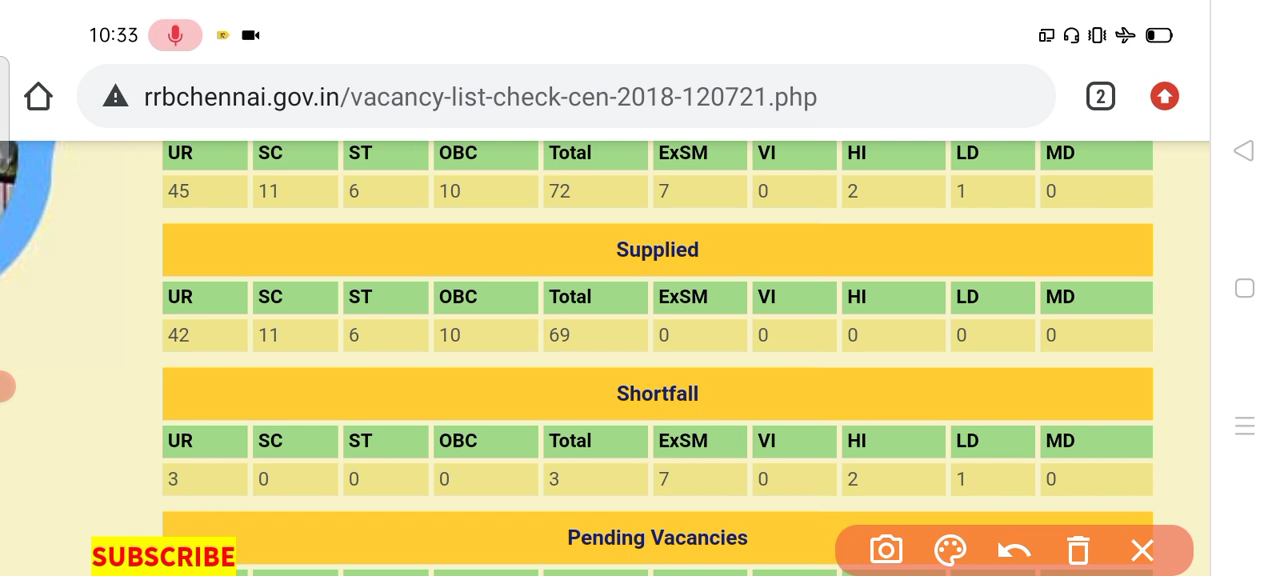 10:33
rrbchennai.gov.in/vacancy-list-check-cen-2018-120721.php
2
UR SC ST OBC Total ExSM VI HI LD MD
45 11 6 10 72 7 0 2 1 0
Supplied
UR SC ST OBC Total ExSM VI HI LD MD
42 11 6 10 69 0 0 0 0 0
Shortfall
UR SC ST OBC Total ExSM VI HI LD MD
3 0 0 0 3 7 0 2 1 0
Pending Vacancies
SUBSCRIBE